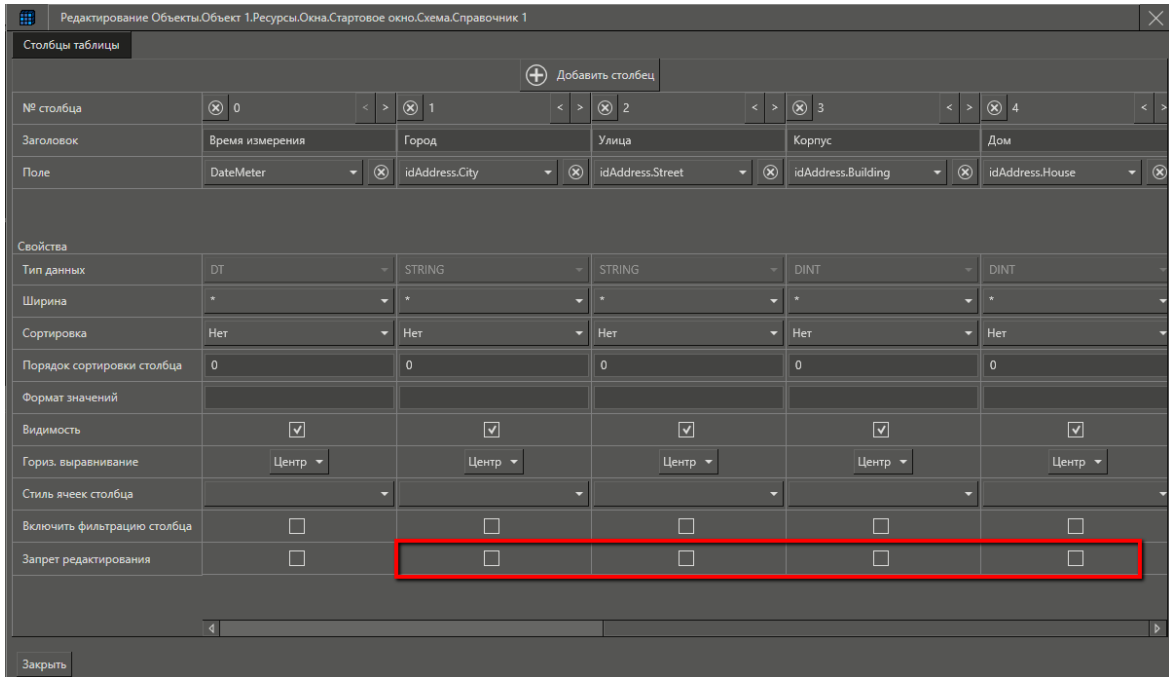 Редактирование Объекты.Объект 1.Ресурсы.Окна.Стартовое окно.Схема.Справочник 1
Столбцы таблицы
Добавить столбец
№ столбца 0 < > 1 < > 2 < > 3 < > 4 < >
Заголовок Время измерения Город Улица Корпус Дом
Поле DateMeter idAddress.City idAddress.Street idAddress.Building idAddress.House
Свойства
Тип данных DT STRING STRING DINT DINT
Ширина * * * * *
Сортировка Нет Нет Нет Нет Нет
Порядок сортировки столбца 0 0 0 0 0
Формат значений
Видимость
Гориз. выравнивание Центр Центр Центр Центр Центр
Стиль ячеек столбца
Включить фильтрацию столбца
Запрет редактирования
Закрыть